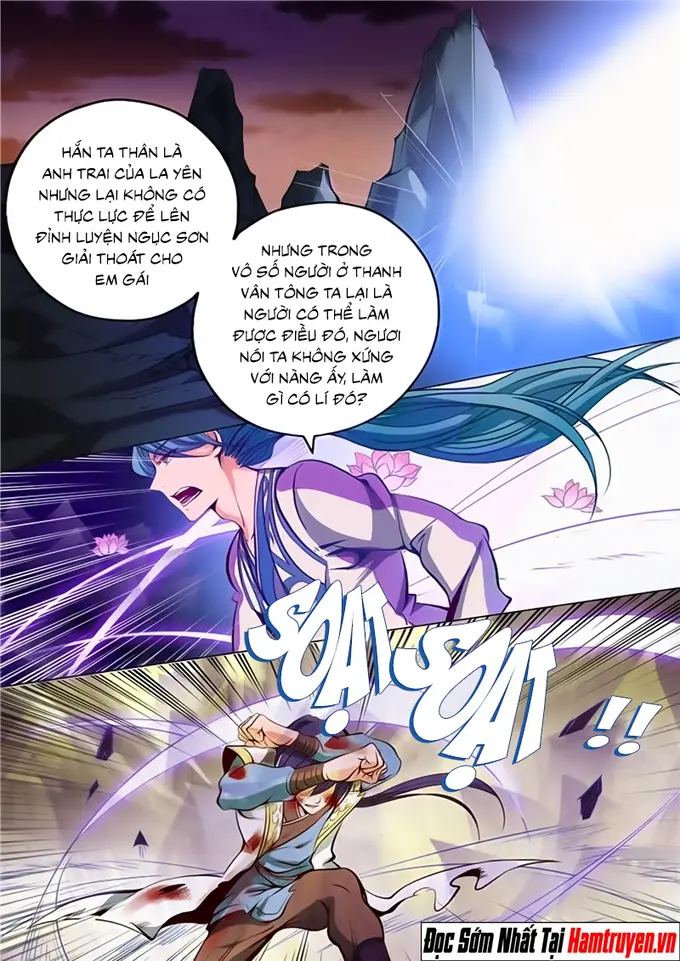 HẮN TA THÂN LÀ
ANH TRAI CỦA LA YÊN
NHƯNG LẠI KHÔNG CÓ
THỰC LỰC ĐỂ LÊN
ĐỈNH LUYỆN NGỤC SƠN
GIẢI THOÁT CHO
EM GÁI
NHƯNG TRONG
VÔ SỐ NGƯỜI Ở THANH
VÂN TÔNG TA LẠI LÀ
NGƯỜI CÓ THỂ LÀM
ĐƯỢC ĐIỀU ĐÓ, NGƯƠI
NÓI TA KHÔNG XỨNG
VỚI NÀNG ẤY, LÀM
GÌ CÓ LÍ ĐÓ?
SOẠT
SOẠT !!
Đọc Sớm Nhất Tại Hamtruyen.vn